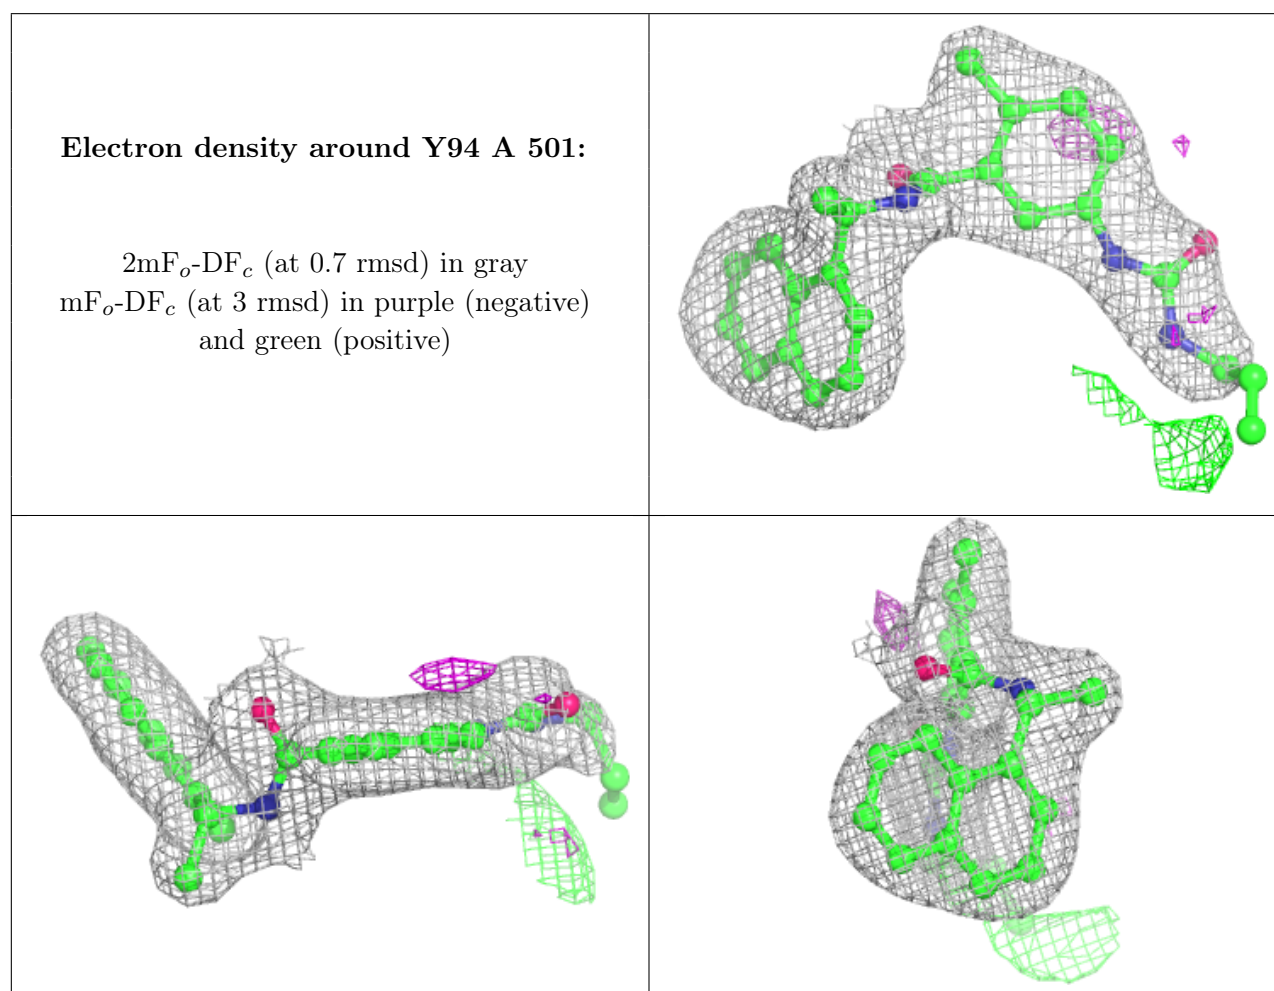 Electron density around Y94 A 501:
2mFo-DFc (at 0.7 rmsd) in gray
mFo-DFc (at 3 rmsd) in purple (negative)
and green (positive)